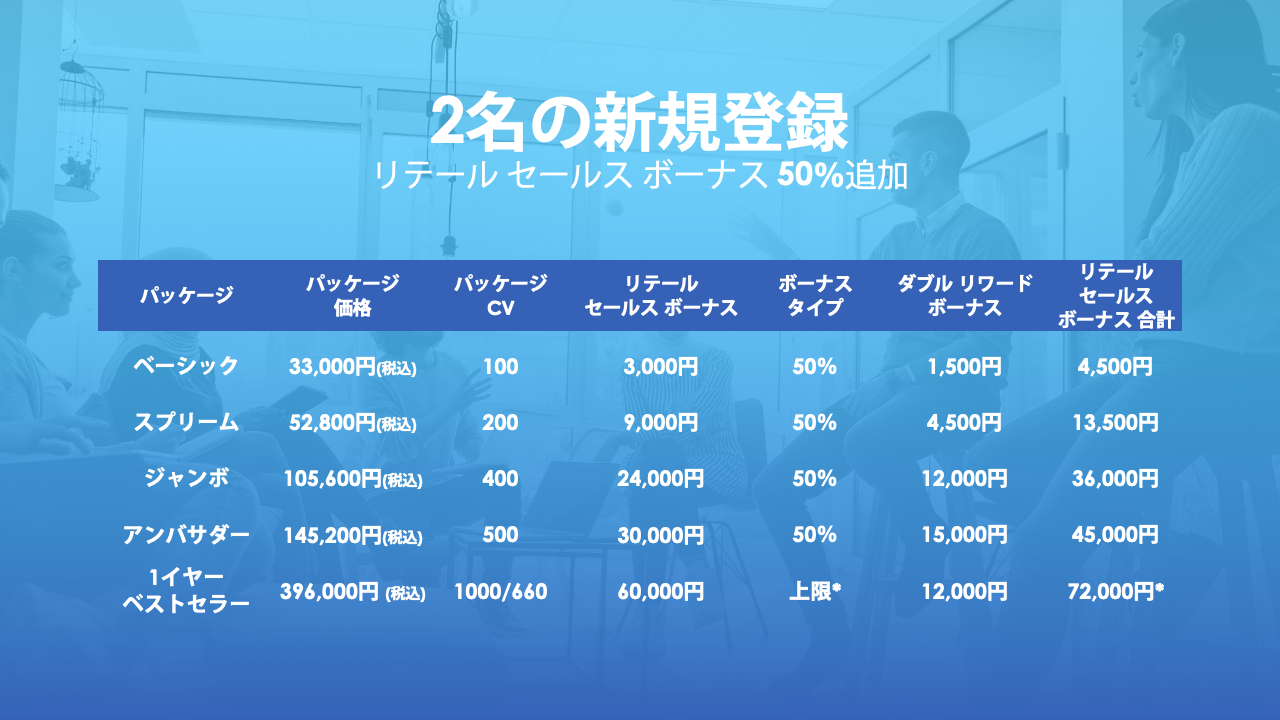 2名の新規登録
リテール セールス ボーナス 50%追加
パッケージ
パッケージ
価格
パッケージ
CV
リテール
セールス ボーナス
ボーナス
タイプ
ダブル リワード
ボーナス
リテール
セールス
ボーナス 合計
ベーシック 33,000円(税込) 100 3,000円 50% 1,500円 4,500円
スプリーム 52,800円(税込) 200 9,000円 50% 4,500円 13,500円
ジャンボ 105,600円(税込) 400 24,000円 50% 12,000円 36,000円
アンバサダー 145,200円(税込) 500 30,000円 50% 15,000円 45,000円
1イヤー
ベストセラー 396,000円 (税込) 1000/660 60,000円 上限* 12,000円 72,000円*